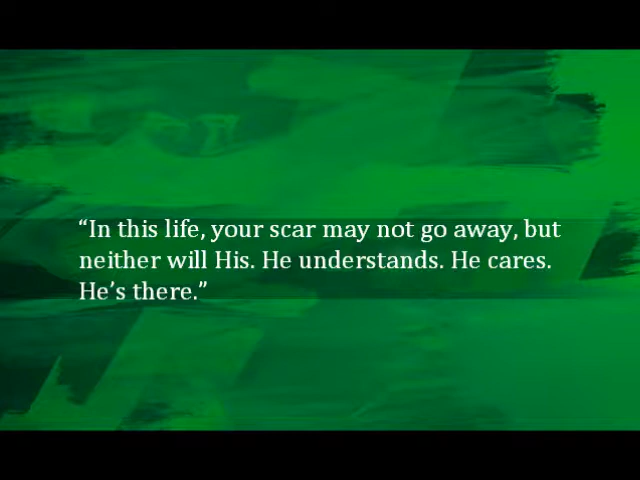 “In this life, your scar may not go away, but
neither will His. He understands. He cares.
He’s there.”